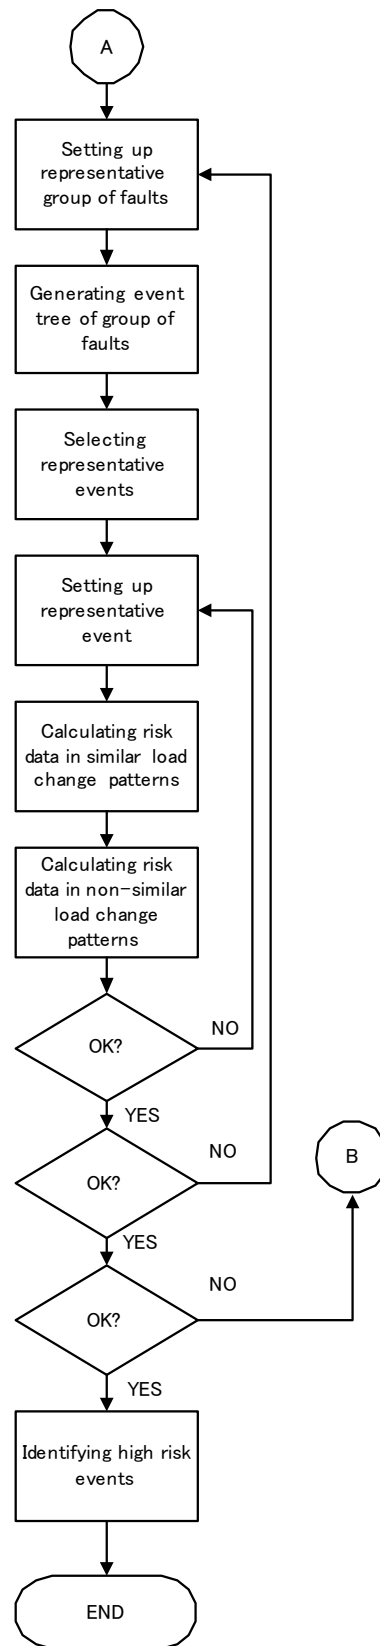 A
Setting up
representative
group of faults
Generating event
tree of group of
faults
Selecting
representative
events
Setting up
representative
event
Calculating risk
data in similar load
change patterns
Calculating risk
data in non-similar
load change
patterns
OK?
NO
YES
OK?
NO
B
YES
OK?
NO
YES
Identifying high risk
events
END